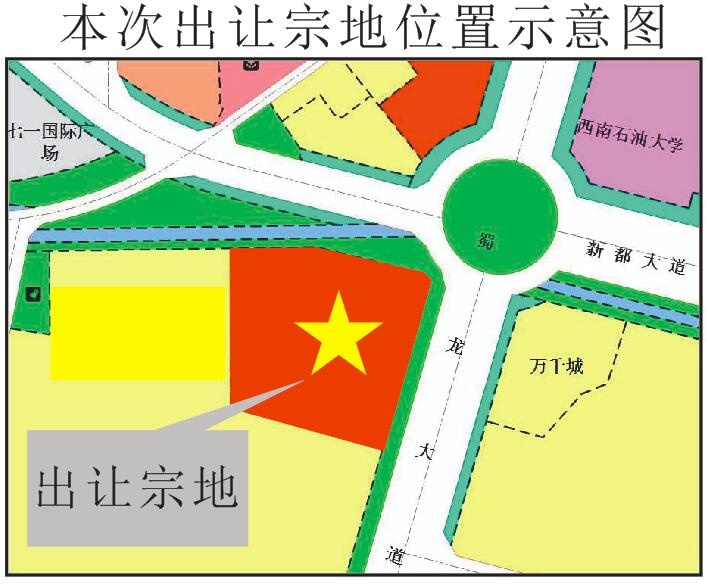 本次出让宗地位置示意图
七一国际广
场
西南石油大学
新都大道
蜀
龙
大
道
万千城
出让宗地